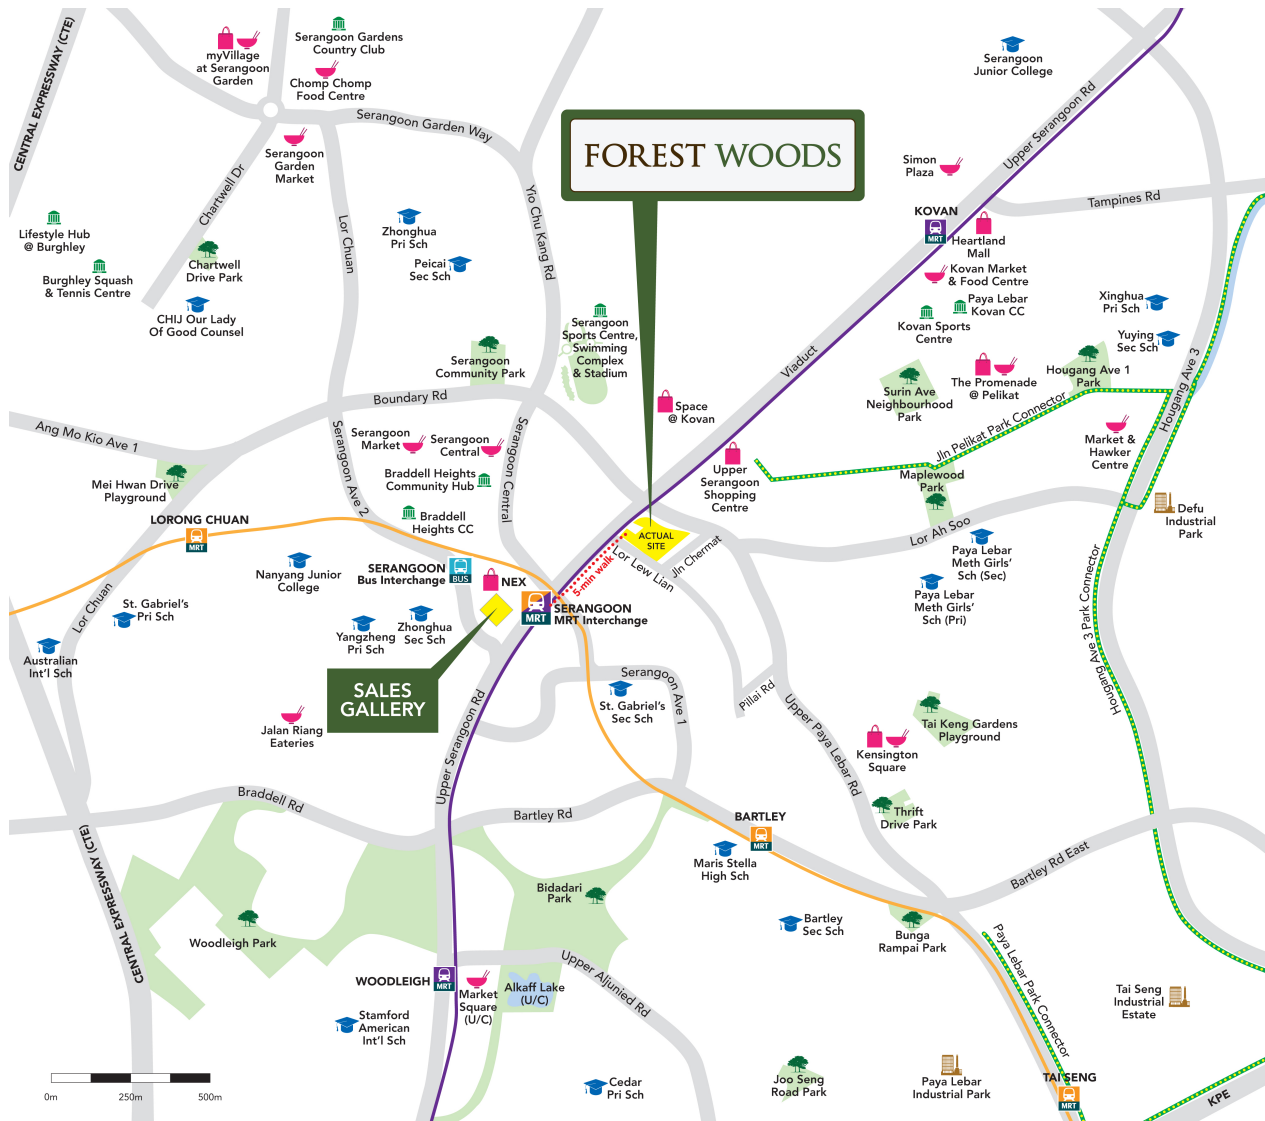 CENTRAL EXPRESSWAY (CTE)
myVillage
at Serangoon
Garden
Serangoon Gardens
Country Club
Chomp Chomp
Food Centre
Serangoon Garden Way
Serangoon
Garden
Market
Chartwell Dr
Lor Chuan
Yio Chu Kang Rd
Lifestyle Hub
@ Burghley
Burghley Squash
& Tennis Centre
Chartwell
Drive Park
CHIJ Our Lady
Of Good Counsel
Zhonghua
Pri Sch
Peicai
Sec Sch
Serangoon
Community Park
Serangoon
Sports Centre,
Swimming
Complex
& Stadium
FOREST WOODS
Serangoon
Junior College
Upper Serangoon Rd
Simon
Plaza
Tampines Rd
KOVAN
MRT
Heartland
Mall
Kovan Market
& Food Centre
Paya Lebar
Kovan CC
Kovan Sports
Centre
Xinghua
Pri Sch
Yuying
Sec Sch
Viaduct
Hougang Ave 3
The Promenade
@ Pelikat
Hougang Ave 1
Park
Surin Ave
Neighbourhood
Park
Jln Pelikat Park Connector
Market &
Hawker
Centre
Boundary Rd
Ang Mo Kio Ave 1
Space
@ Kovan
Serangoon
Market
Serangoon
Central
Serangoon Ave 2
Serangoon Central
Braddell Heights
Community Hub
Braddell
Heights CC
Mei Hwan Drive
Playground
Upper
Serangoon
Shopping
Centre
Maplewood
Park
Defu
Industrial
Park
LORONG CHUAN
MRT
Lor Ah Soo
ACTUAL
SITE
Lor Lew Lian
Jln Chermat
5-min walk
Paya Lebar
Meth Girls'
Sch (Sec)
Paya Lebar
Meth Girls'
Sch (Pri)
Nanyang Junior
College
SERANGOON
Bus Interchange
BUS
NEX
MRT
SERANGOON
MRT Interchange
Lor Chuan
St. Gabriel's
Pri Sch
Yangzheng
Pri Sch
Zhonghua
Sec Sch
Australian
Int'l Sch
Hougang Ave 3 Park Connector
SALES
GALLERY
Serangoon Ave 1
St. Gabriel's
Sec Sch
Pillai Rd
Upper Paya Lebar Rd
Jalan Riang
Eateries
Upper Serangoon Rd
Tai Keng Gardens
Playground
Kensington
Square
Thrift
Drive Park
Braddell Rd
Bartley Rd
BARTLEY
MRT
Maris Stella
High Sch
Bartley Rd East
CENTRAL EXPRESSWAY (CTE)
Bidadari
Park
Woodleigh Park
Bartley
Sec Sch
Bunga
Rampai Park
Paya Lebar Park Connector
WOODLEIGH
MRT
Market
Square
(U/C)
Alkaff Lake
(U/C)
Upper Aljunied Rd
Stamford
American
Int'l Sch
Tai Seng
Industrial
Estate
Cedar
Pri Sch
Joo Seng
Road Park
Paya Lebar
Industrial Park
TAI SENG
MRT
KPE
0m
250m
500m